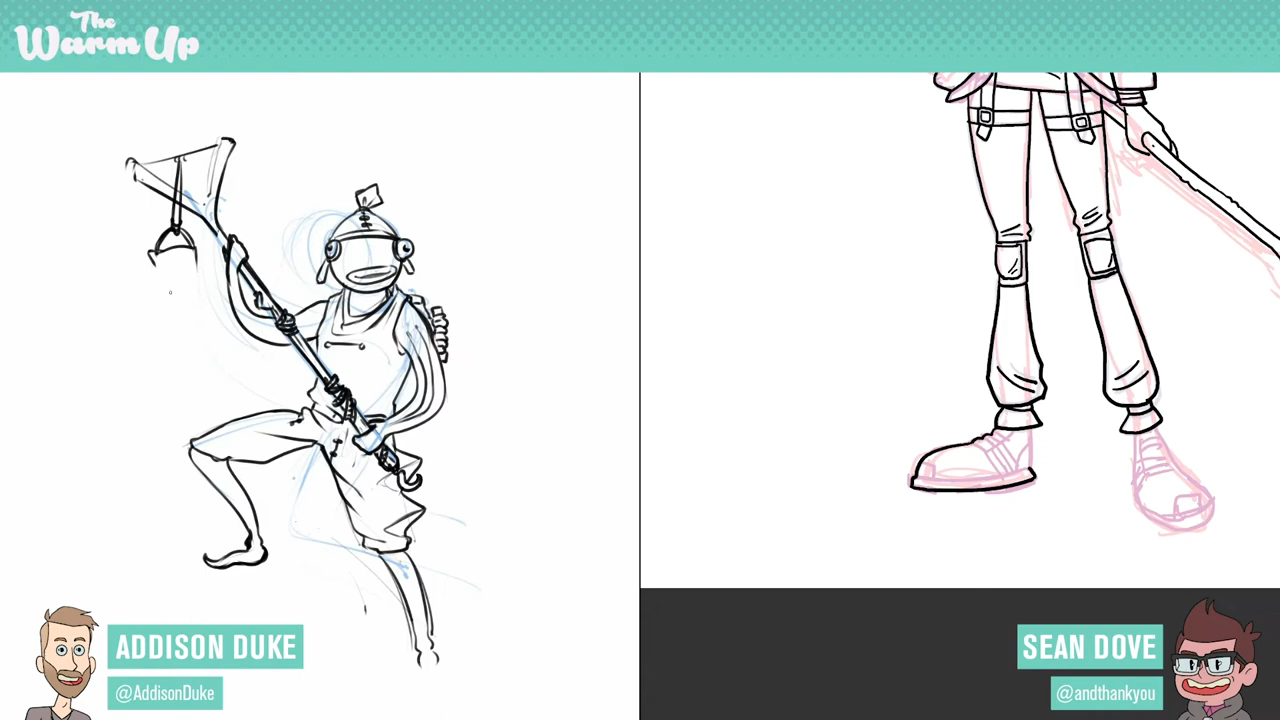 The
Warm Up
ADDISON DUKE
@AddisonDuke
SEAN DOVE
@andthankyou